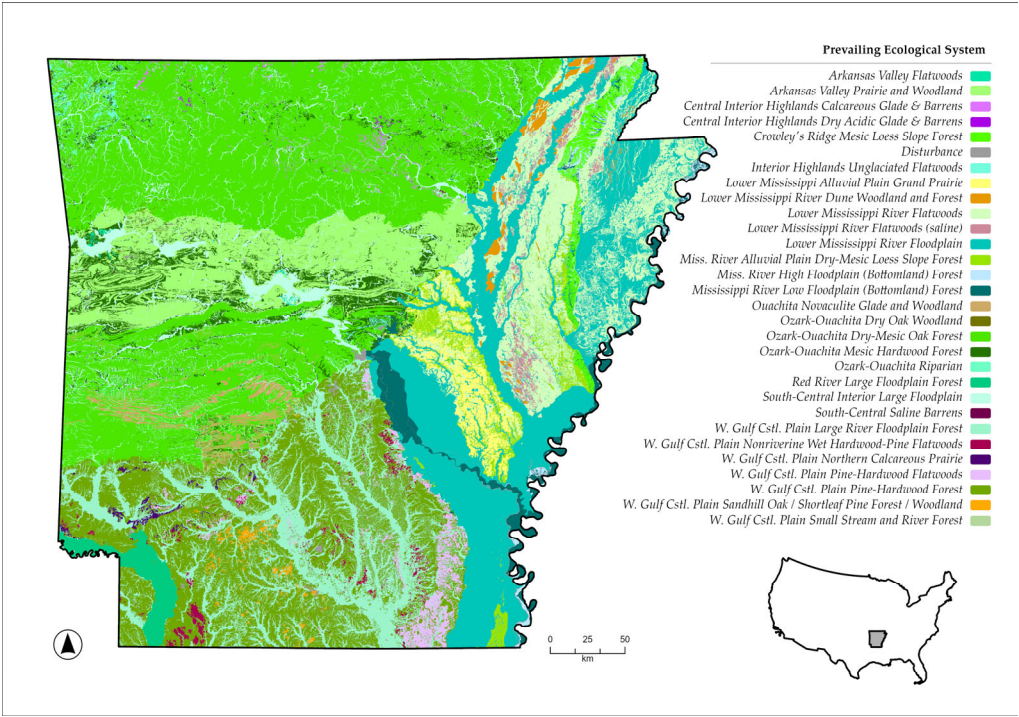 Prevailing Ecological System
Arkansas Valley Flatwoods
Arkansas Valley Prairie and Woodland
Central Interior Highlands Calcareous Glade & Barrens
Central Interior Highlands Dry Acidic Glade & Barrens
Crowley's Ridge Mesic Loess Slope Forest
Disturbance
Interior Highlands Unglaciated Flatwoods
Lower Mississippi Alluvial Plain Grand Prairie
Lower Mississippi River Dune Woodland and Forest
Lower Mississippi River Flatwoods
Lower Mississippi River Flatwoods (saline)
Lower Mississippi River Floodplain
Miss. River Alluvial Plain Dry-Mesic Loess Slope Forest
Miss. River High Floodplain (Bottomland) Forest
Mississippi River Low Floodplain (Bottomland) Forest
Ouachita Novaculite Glade and Woodland
Ozark-Ouachita Dry Oak Woodland
Ozark-Ouachita Dry-Mesic Oak Forest
Ozark-Ouachita Mesic Hardwood Forest
Ozark-Ouachita Riparian
Red River Large Floodplain Forest
South-Central Interior Large Floodplain
South-Central Saline Barrens
W. Gulf Cstl. Plain Large River Floodplain Forest
W. Gulf Cstl. Plain Nonriverine Wet Hardwood-Pine Flatwoods
W. Gulf Cstl. Plain Northern Calcareous Prairie
W. Gulf Cstl. Plain Pine-Hardwood Flatwoods
W. Gulf Cstl. Plain Pine-Hardwood Forest
W. Gulf Cstl. Plain Sandhill Oak / Shortleaf Pine Forest / Woodland
W. Gulf Cstl. Plain Small Stream and River Forest
0 25 50
km